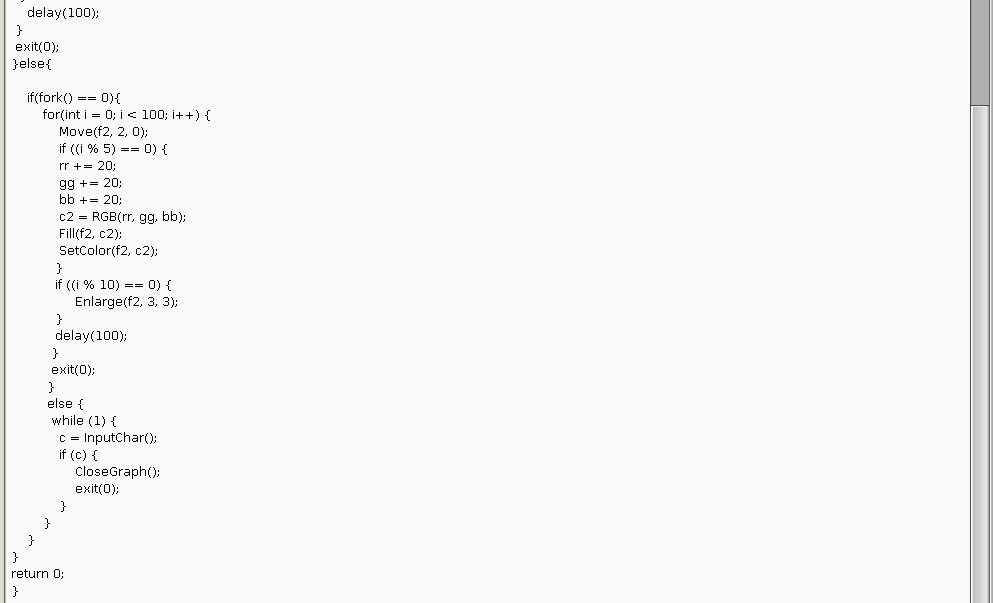 delay(100);
}
exit(0);
}else{
if(fork() == 0){
for(int i = 0; i < 100; i++) {
Move(f2, 2, 0);
if ((i % 5) == 0) {
rr += 20;
gg += 20;
bb += 20;
c2 = RGB(rr, gg, bb);
Fill(f2, c2);
SetColor(f2, c2);
}
if ((i % 10) == 0) {
Enlarge(f2, 3, 3);
}
delay(100);
}
exit(0);
}
else {
while (1) {
c = InputChar();
if (c) {
CloseGraph();
exit(0);
}
}
}
}
return 0;
}